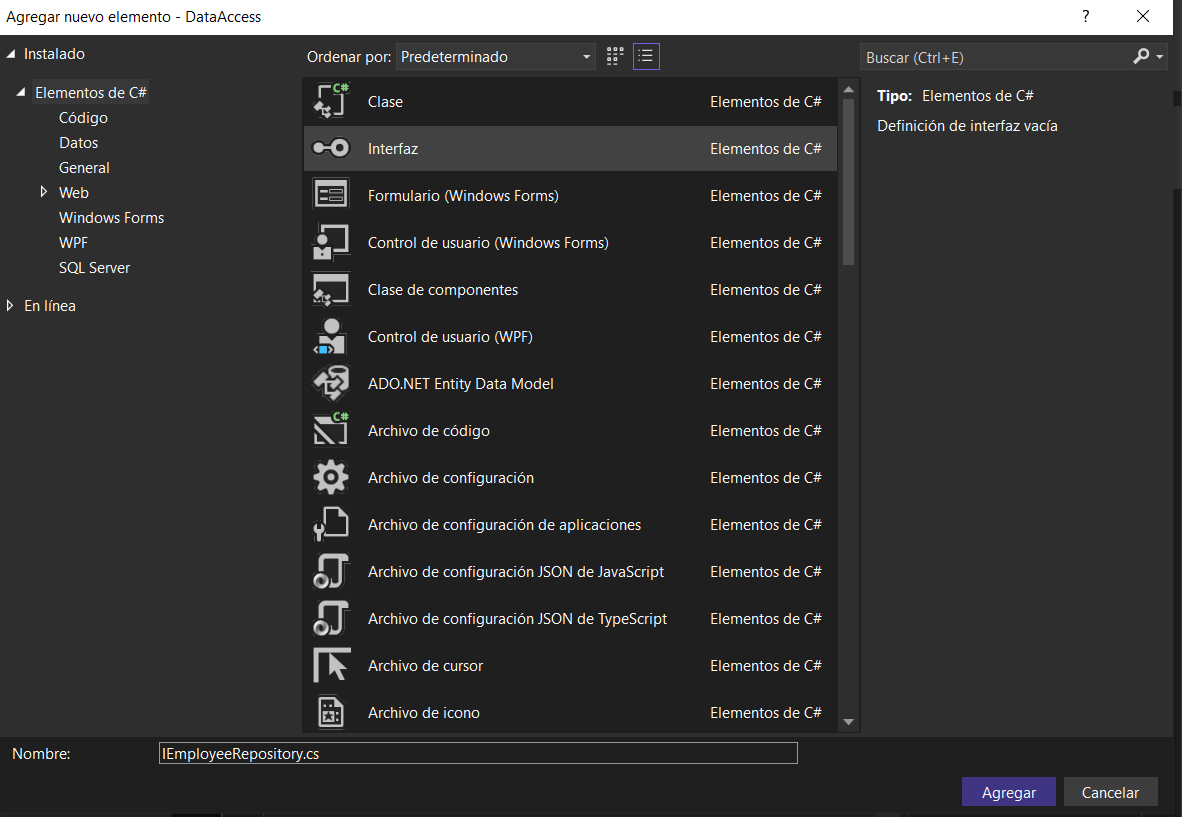 Agregar nuevo elemento - DataAccess
?
Instalado
Elementos de C#
Código
Datos
General
Web
Windows Forms
WPF
SQL Server
En línea
Ordenar por: Predeterminado
Clase Elementos de C#
Interfaz Elementos de C#
Formulario (Windows Forms) Elementos de C#
Control de usuario (Windows Forms) Elementos de C#
Clase de componentes Elementos de C#
Control de usuario (WPF) Elementos de C#
ADO.NET Entity Data Model Elementos de C#
C#
Archivo de código Elementos de C#
Archivo de configuración Elementos de C#
Archivo de configuración de aplicaciones Elementos de C#
Archivo de configuración JSON de JavaScript Elementos de C#
Archivo de configuración JSON de TypeScript Elementos de C#
Archivo de cursor Elementos de C#
Archivo de icono Elementos de C#
Buscar (Ctrl+E)
Tipo: Elementos de C#
Definición de interfaz vacía
Nombre: IEmployeeRepository.cs
Agregar Cancelar